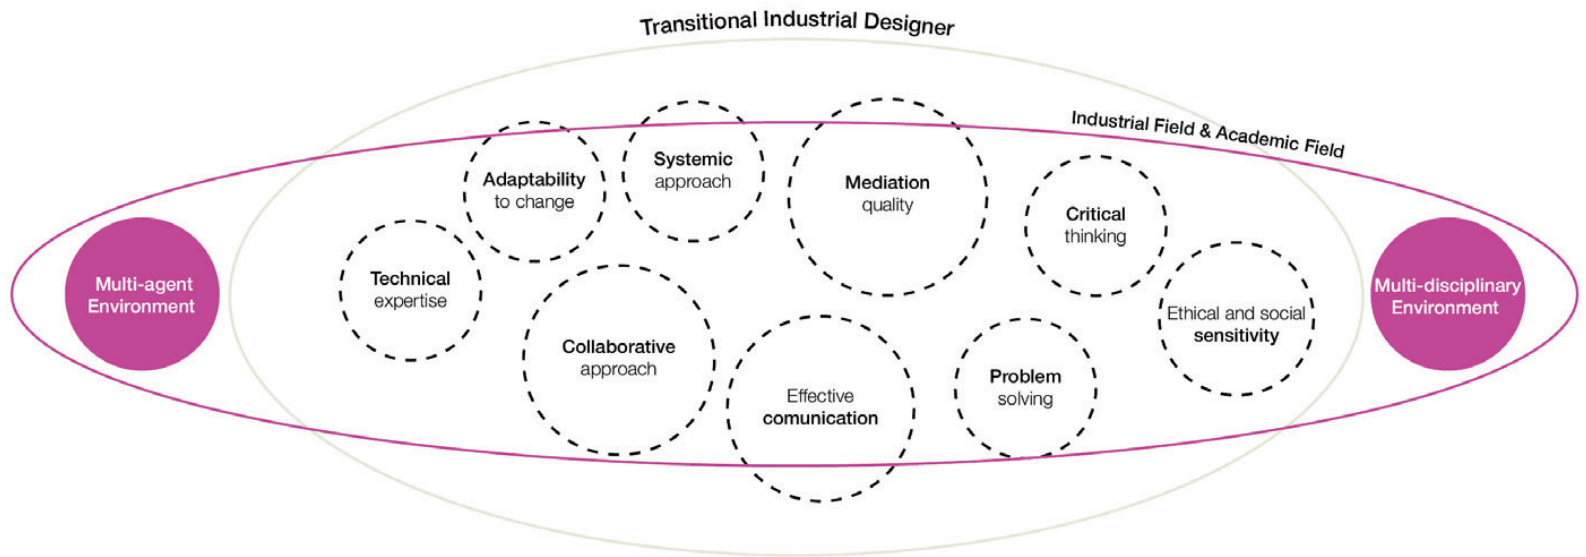 Transitional Industrial Designer
Industrial Field & Academic Field
Multi-agent
Environment
Technical
expertise
Adaptability
to change
Systemic
approach
Mediation
quality
Critical
thinking
Ethical and social
sensitivity
Collaborative
approach
Effective
comunication
Problem
solving
Multi-disciplinary
Environment